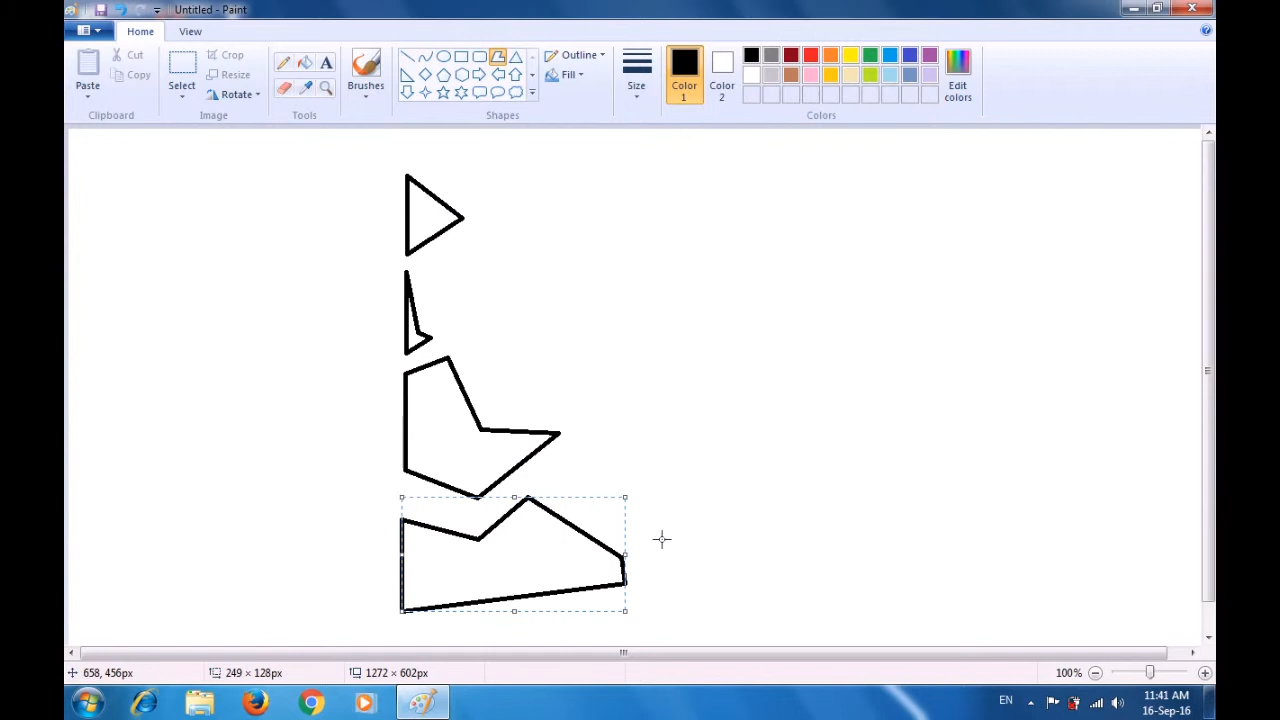 Untitled - Paint
Home View
Paste
Cut
Copy
Clipboard
Select
Crop
Resize
Rotate
Image
A
Tools
Brushes
Shapes
Outline
Fill
Size
Color 1
Color 2
Edit colors
Colors
658, 456px
249 × 128px
1272 × 602px
100%
EN
11:41 AM
16-Sep-16